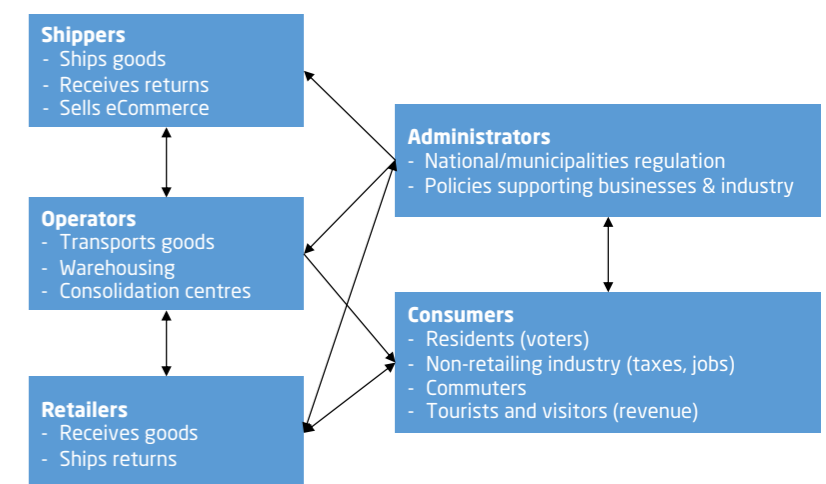 Shippers
- Ships goods
- Receives returns
- Sells eCommerce
Administrators
- National/municipalities regulation
- Policies supporting businesses & industry
Operators
- Transports goods
- Warehousing
- Consolidation centres
Consumers
- Residents (voters)
- Non-retailing industry (taxes, jobs)
- Commuters
- Tourists and visitors (revenue)
Retailers
- Receives goods
- Ships returns